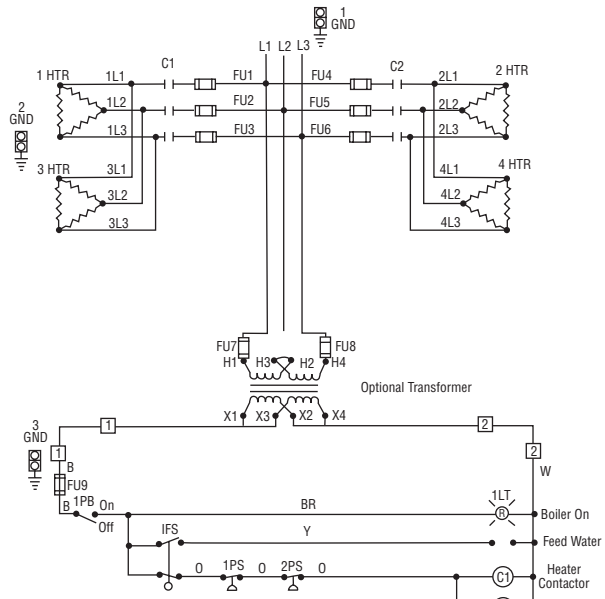 1
GND
L1 L2 L3
C1
C2
1 HTR
1L1
FU1
FU4
2L1
2 HTR
2
GND
1L2
FU2
FU5
2L2
1L3
FU3
FU6
2L3
3 HTR
3L1
4L1
4 HTR
3L2
4L2
3L3
4L3
FU7
FU8
H1
H3
H2
H4
Optional Transformer
X1
X3
X2
X4
3
GND
1
2
1
2
B
W
FU9
1PB
On
B
Off
BR
1LT
R
Boiler On
IFS
Y
Feed Water
O
1PS
O
2PS
O
C1
Heater
Contactor